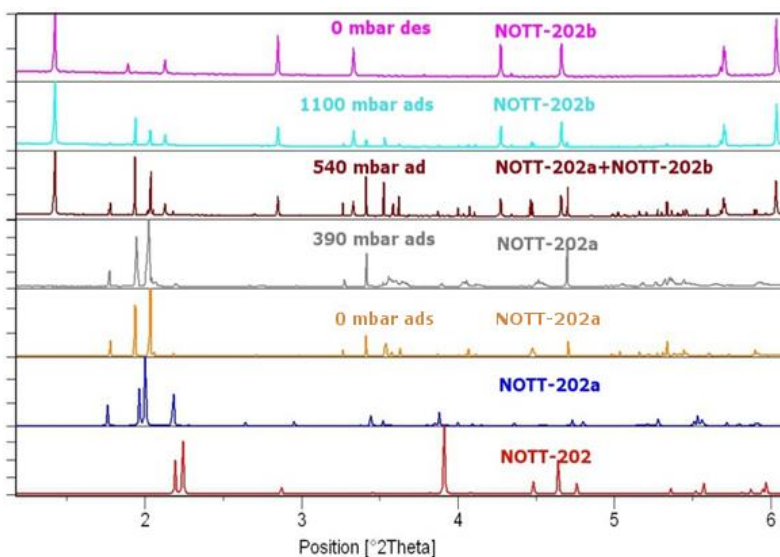 0 mbar des NOTT-202b
1100 mbar ads NOTT-202b
540 mbar ad NOTT-202a+NOTT-202b
390 mbar ads NOTT-202a
0 mbar ads NOTT-202a
NOTT-202a
NOTT-202
2 3 4 5 6
Position [°2Theta]